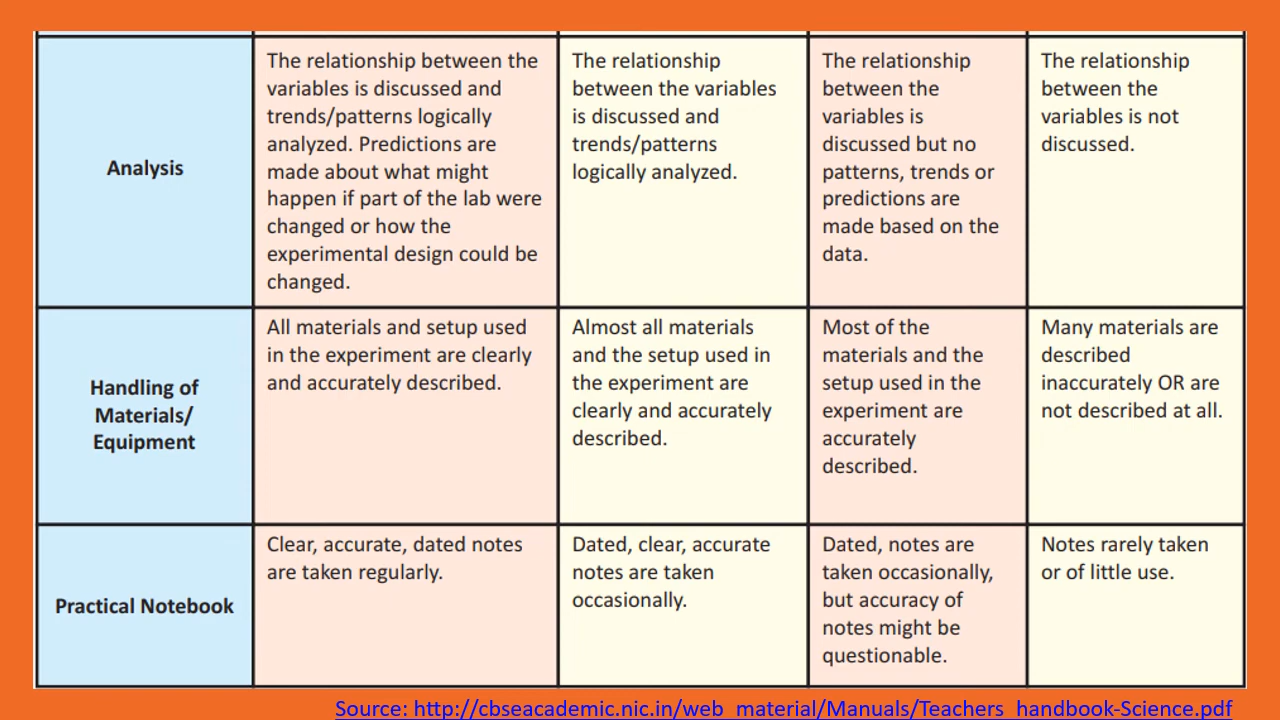 Analysis
The relationship between the
variables is discussed and
trends/patterns logically
analyzed. Predictions are
made about what might
happen if part of the lab were
changed or how the
experimental design could be
changed.
The relationship
between the variables
is discussed and
trends/patterns
logically analyzed.
The relationship
between the
variables is
discussed but no
patterns, trends or
predictions are
made based on the
data.
The relationship
between the
variables is not
discussed.
Handling of
Materials/
Equipment
All materials and setup used
in the experiment are clearly
and accurately described.
Almost all materials
and the setup used in
the experiment are
clearly and accurately
described.
Most of the
materials and the
setup used in the
experiment are
accurately
described.
Many materials are
described
inaccurately OR are
not described at all.
Practical Notebook
Clear, accurate, dated notes
are taken regularly.
Dated, clear, accurate
notes are taken
occasionally.
Dated, notes are
taken occasionally,
but accuracy of
notes might be
questionable.
Notes rarely taken
or of little use.
Source: http://cbseacademic.nic.in/web_material/Manuals/Teachers_handbook-Science.pdf